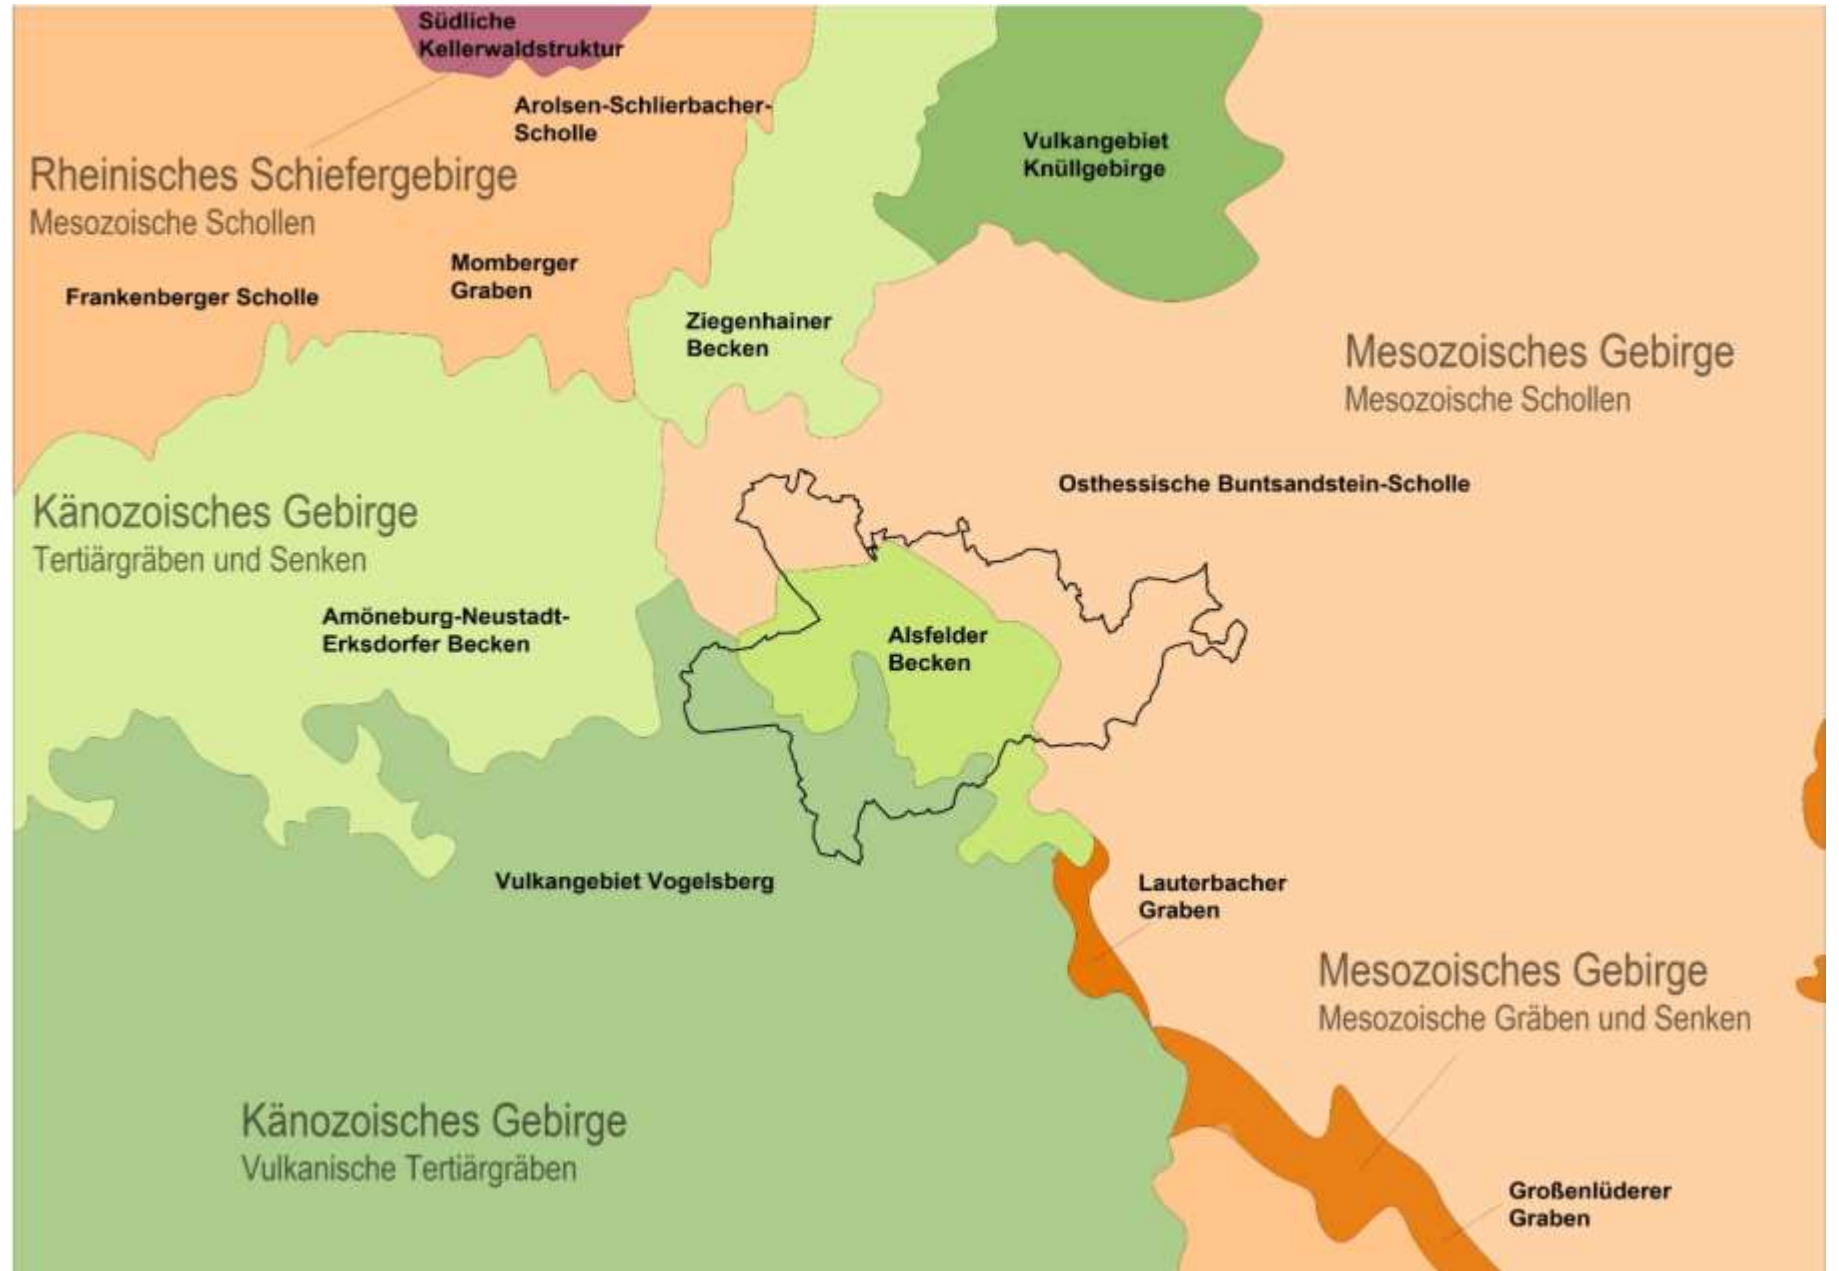 Südliche
Kellerwaldstruktur
Arolsen-Schlierbacher-
Scholle
Vulkangebiet
Knüllgebirge
Rheinisches Schiefergebirge
Mesozoische Schollen
Momberger
Graben
Frankenberger Scholle
Ziegenhainer
Becken
Mesozoisches Gebirge
Mesozoische Schollen
Osthessische Buntsandstein-Scholle
Känozoisches Gebirge
Tertiärgräben und Senken
Amöneburg-Neustadt-
Erksdorfer Becken
Alsfelder
Becken
Vulkangebiet Vogelsberg
Lauterbacher
Graben
Mesozoisches Gebirge
Mesozoische Gräben und Senken
Känozoisches Gebirge
Vulkanische Tertiärgräben
Großenlüderer
Graben